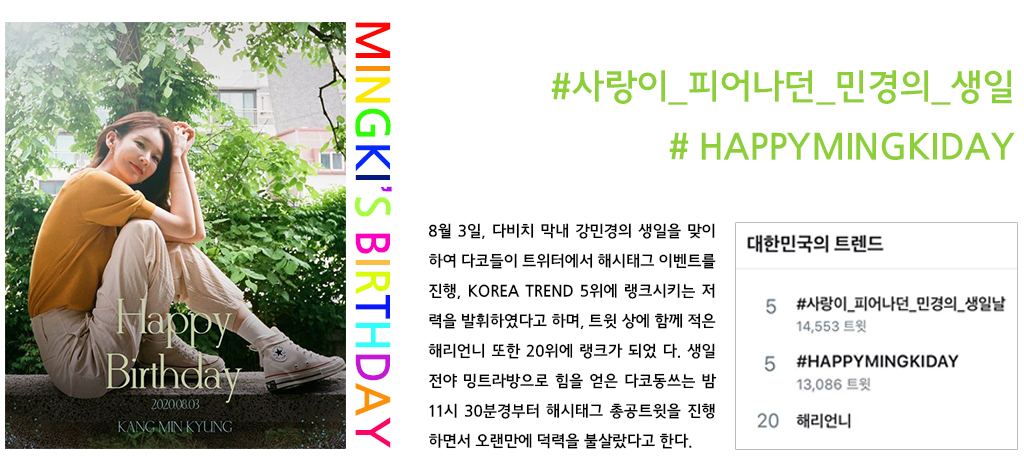 Happy
Birthday
2020.08.03
KANG MIN KYUNG
MINGKI'S BIRTHDAY
#사랑이_피어나던_민경의_생일
# HAPPYMINGKIDAY
8월 3일, 다비치 막내 강민경의 생일을 맞이
하여 다코들이 트위터에서 해시태그 이벤트를
진행, KOREA TREND 5위에 랭크시키는 저
력을 발휘하였다고 하며, 트윗 상에 함께 적은
해리언니 또한 20위에 랭크가 되었 다. 생일
전야 밍트라방으로 힘을 얻은 다코동쓰는 밤
11시 30분경부터 해시태그 총공트윗을 진행
하면서 오랜만에 덕력을 불살랐다고 한다.
대한민국의 트렌드
5 #사랑이_피어나던_민경의_생일날
14,553 트윗
5 #HAPPYMINGKIDAY
13,086 트윗
20 해리언니